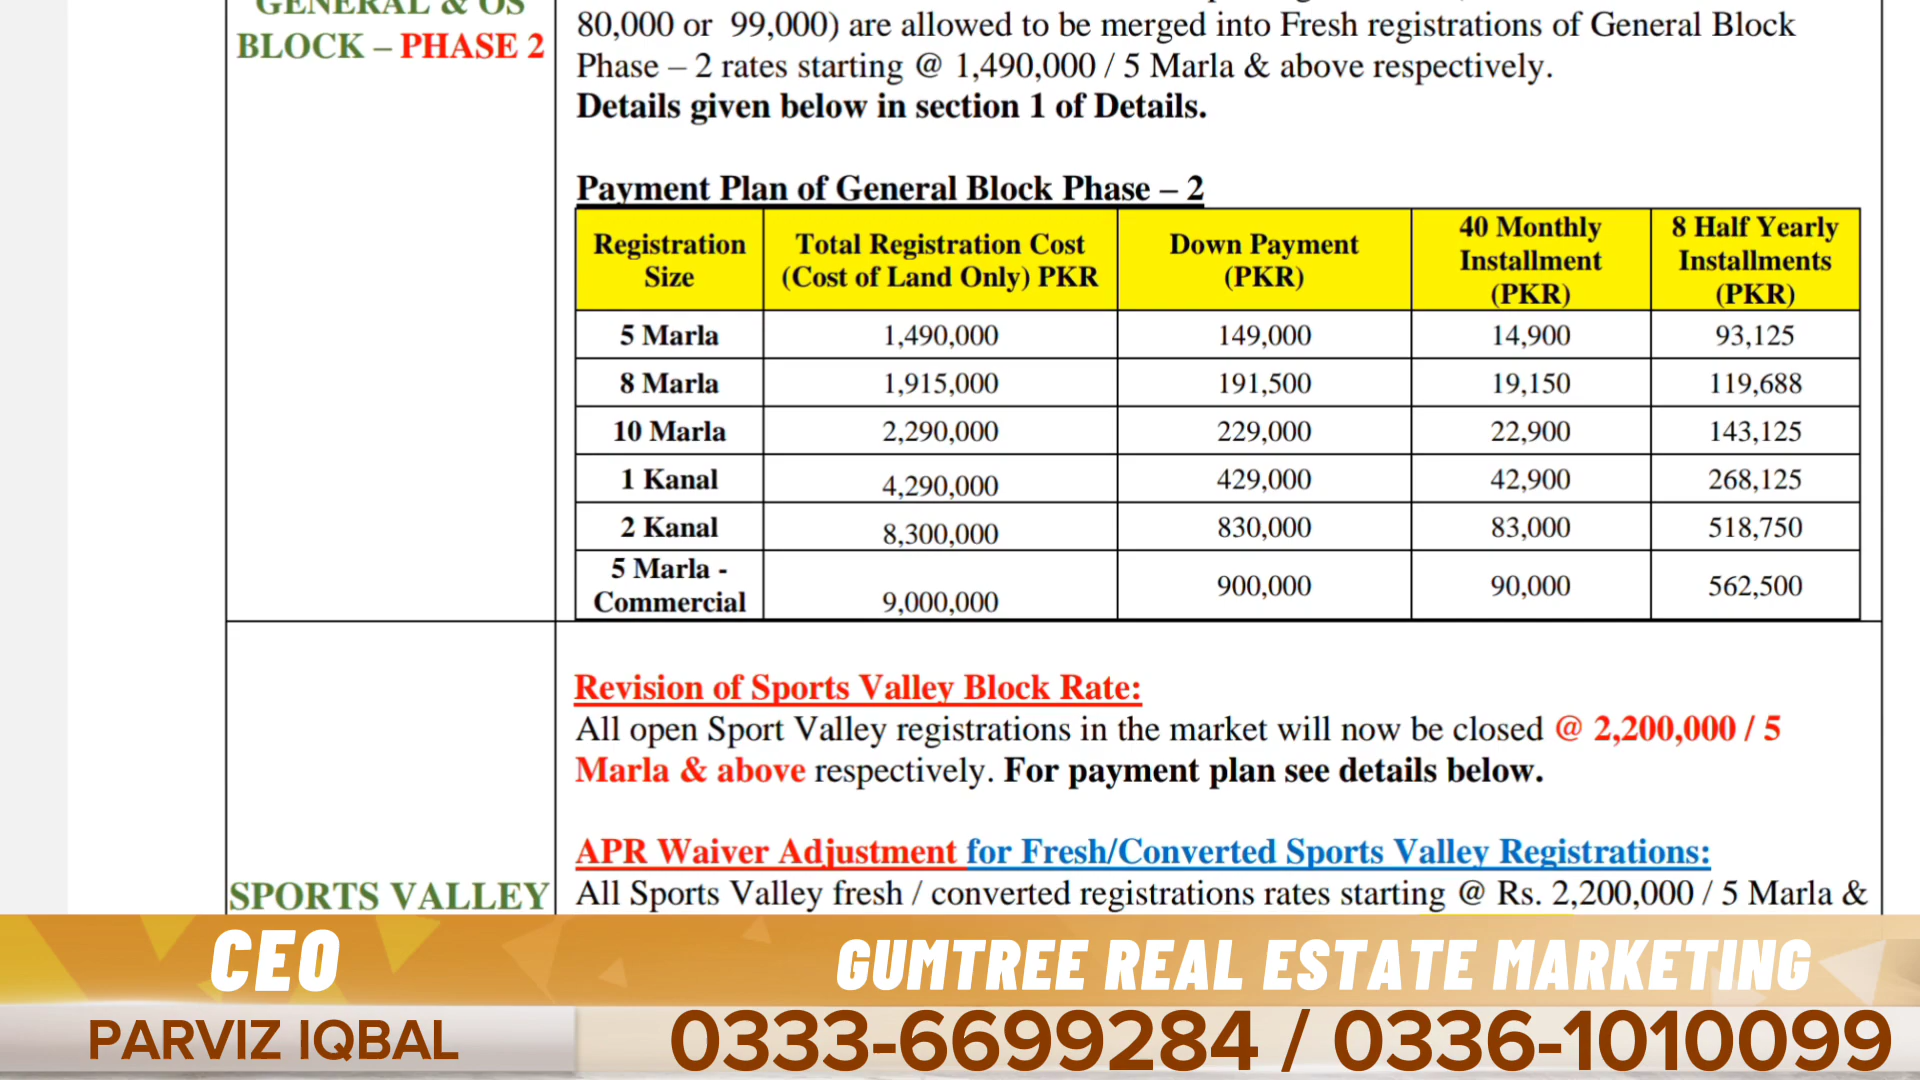 GENERAL & OS
BLOCK – PHASE 2
80,000 or 99,000) are allowed to be merged into Fresh registrations of General Block
Phase – 2 rates starting @ 1,490,000 / 5 Marla & above respectively.
Details given below in section 1 of Details.
Payment Plan of General Block Phase – 2
Registration Size | Total Registration Cost (Cost of Land Only) PKR | Down Payment (PKR) | 40 Monthly Installment (PKR) | 8 Half Yearly Installments (PKR)
5 Marla | 1,490,000 | 149,000 | 14,900 | 93,125
8 Marla | 1,915,000 | 191,500 | 19,150 | 119,688
10 Marla | 2,290,000 | 229,000 | 22,900 | 143,125
1 Kanal | 4,290,000 | 429,000 | 42,900 | 268,125
2 Kanal | 8,300,000 | 830,000 | 83,000 | 518,750
5 Marla - Commercial | 9,000,000 | 900,000 | 90,000 | 562,500
Revision of Sports Valley Block Rate:
All open Sport Valley registrations in the market will now be closed @ 2,200,000 / 5
Marla & above respectively. For payment plan see details below.
APR Waiver Adjustment for Fresh/Converted Sports Valley Registrations:
SPORTS VALLEY
All Sports Valley fresh / converted registrations rates starting @ Rs. 2,200,000 / 5 Marla &
CEO
GUMTREE REAL ESTATE MARKETING
PARVIZ IQBAL
0333-6699284 / 0336-1010099